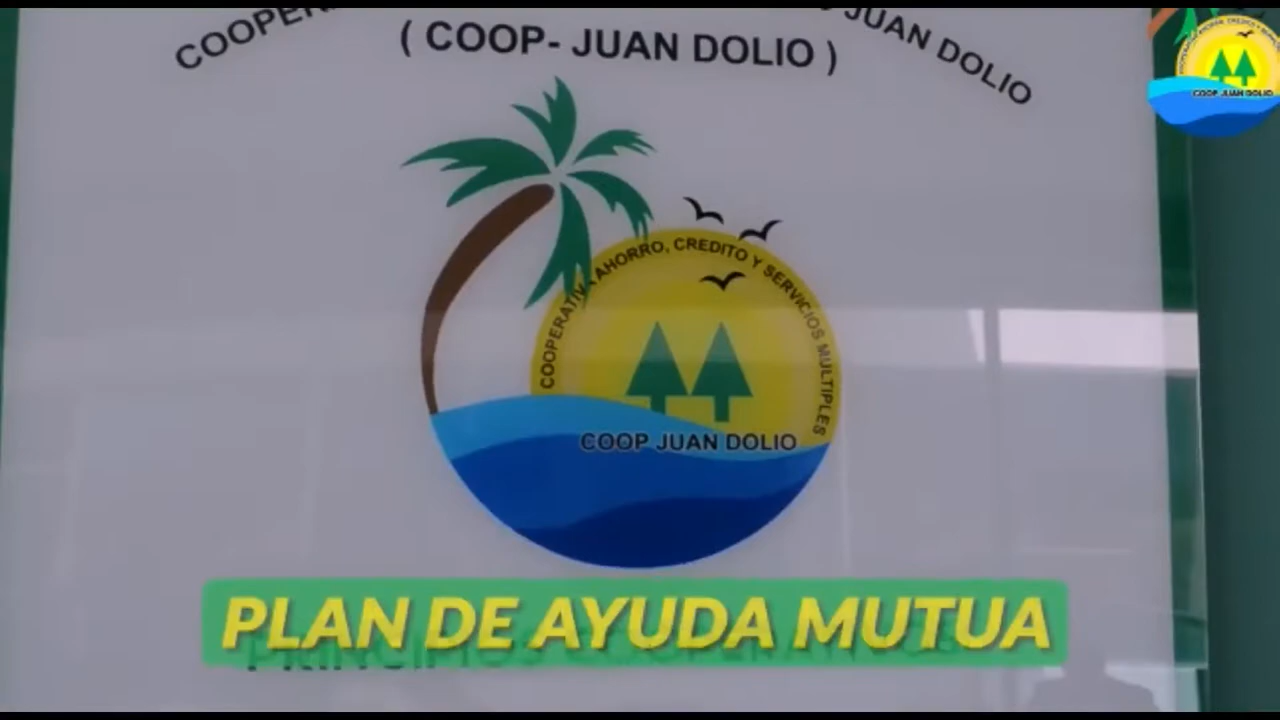 JUAN DOLIO
( COOP- JUAN DOLIO )
COOPERATIVA AHORRO, CREDITO Y SERVICIOS MULTIPLES
COOP JUAN DOLIO
PLAN DE AYUDA MUTUA
COOP JUAN DOLIO